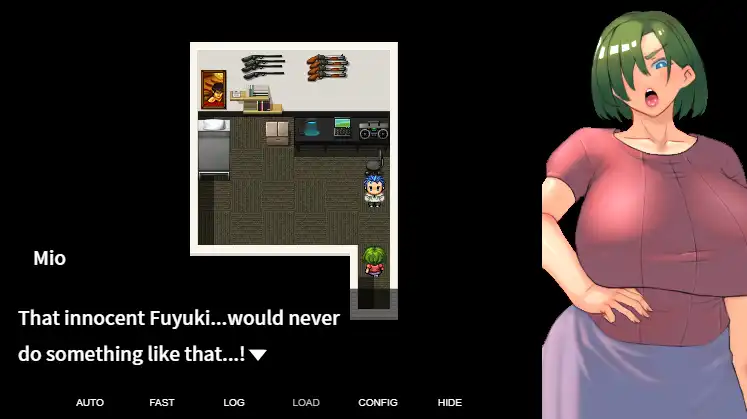 Mio
That innocent Fuyuki...would never
do something like that...!
AUTO FAST LOG LOAD CONFIG HIDE